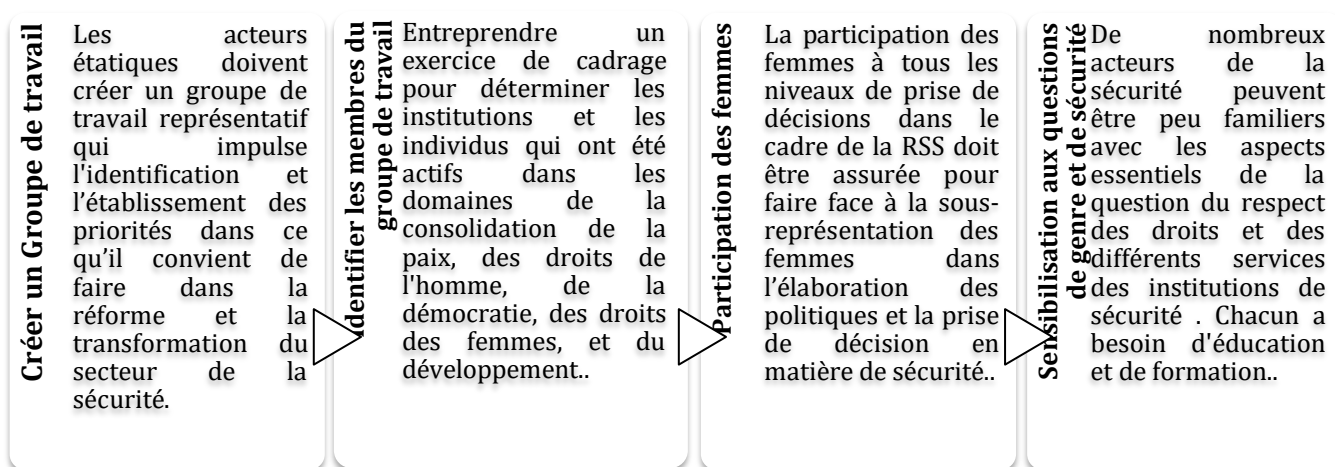 Créer un Groupe de travail
Les acteurs
étatiques doivent
créer un groupe de
travail représentatif
qui impulse
l'identification et
l’établissement des
priorités dans ce
qu’il convient de
faire dans la
réforme et la
transformation du
secteur de la
sécurité.
Identifier les membres du
groupe de travail
Entreprendre un
exercice de cadrage
pour déterminer les
institutions et les
individus qui ont été
actifs dans les
domaines de la
consolidation de la
paix, des droits de
l'homme, de la
démocratie, des droits
des femmes, et du
développement..
Participation des femmes
La participation des
femmes à tous les
niveaux de prise de
décisions dans le
cadre de la RSS doit
être assurée pour
faire face à la sous-
représentation des
femmes dans
l’élaboration des
politiques et la prise
de décision en
matière de sécurité..
Sensibilisation aux questions
de genre et de sécurité
De nombreux
acteurs de la
sécurité peuvent
être peu familiers
avec les aspects
essentiels de la
question du respect
des droits et des
différents services
des institutions de
sécurité . Chacun a
besoin d'éducation
et de formation..